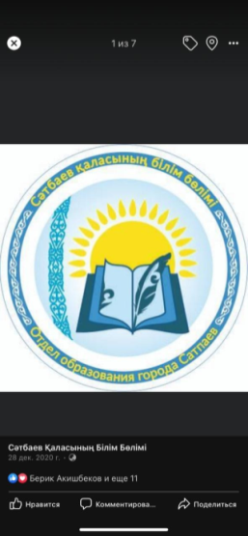 1 из 7
Сәтбаев қаласының білім бөлімі
Отдел образования города Сатпаев
Сәтбаев Қаласының Білім Бөлімі
28 дек. 2020 г.
Берик Акишбеков и еще 11
Нравится
Комментирова...
Поделиться